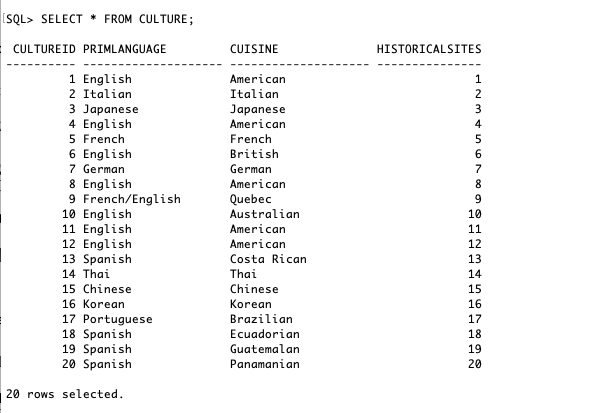 SQL> SELECT * FROM CULTURE;
CULTUREID PRIMLANGUAGE CUISINE HISTORICALSITES
---------- -------------------- -------------------- ---------------
1 English American 1
2 Italian Italian 2
3 Japanese Japanese 3
4 English American 4
5 French French 5
6 English British 6
7 German German 7
8 English American 8
9 French/English Quebec 9
10 English Australian 10
11 English American 11
12 English American 12
13 Spanish Costa Rican 13
14 Thai Thai 14
15 Chinese Chinese 15
16 Korean Korean 16
17 Portuguese Brazilian 17
18 Spanish Ecuadorian 18
19 Spanish Guatemalan 19
20 Spanish Panamanian 20
20 rows selected.